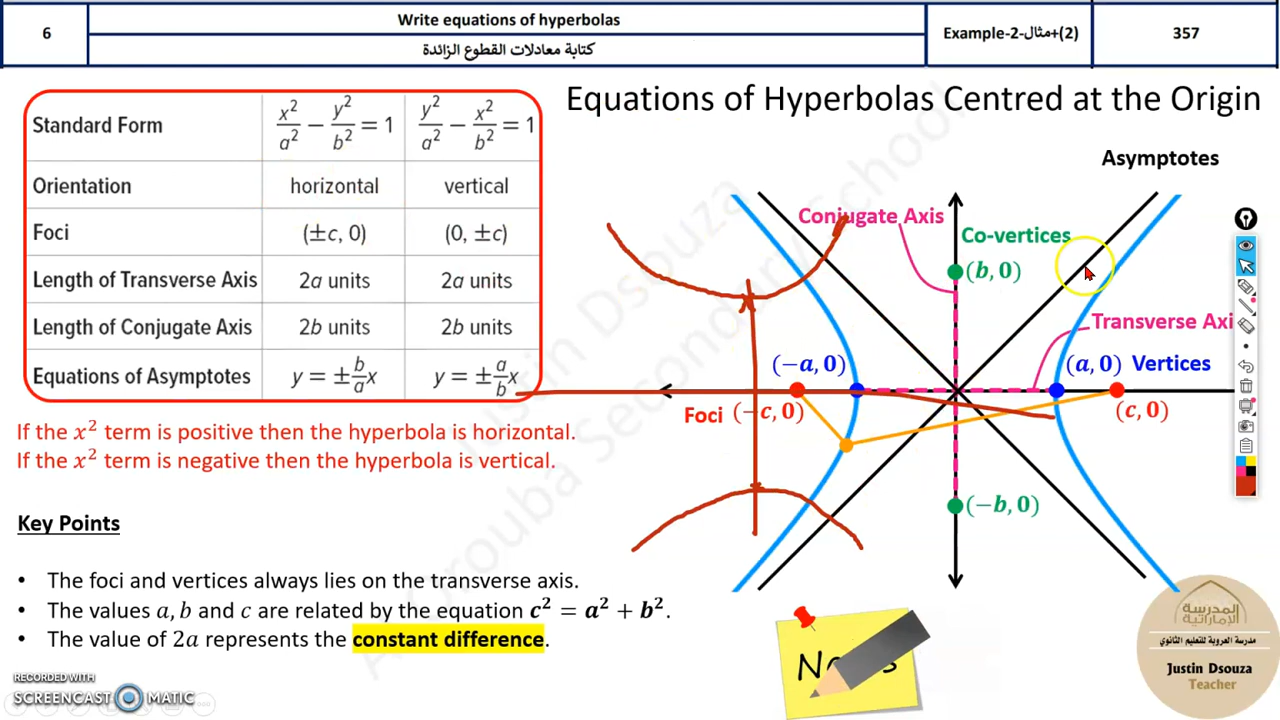 6
Write equations of hyperbolas
كتابة معادلات القطوع الزائدة
Example-2-مثال+(2)
357
Equations of Hyperbolas Centred at the Origin
Standard Form x²/a² − y²/b² = 1 y²/a² − x²/b² = 1
Orientation horizontal vertical
Foci (±c, 0) (0, ±c)
Length of Transverse Axis 2a units 2a units
Length of Conjugate Axis 2b units 2b units
Equations of Asymptotes y = ± b/a x y = ± a/b x
If the x² term is positive then the hyperbola is horizontal.
If the x² term is negative then the hyperbola is vertical.
Key Points
• The foci and vertices always lies on the transverse axis.
• The values a, b and c are related by the equation c² = a² + b².
• The value of 2a represents the constant difference.
Asymptotes
Conjugate Axis
Co-vertices
(b, 0)
Transverse Axi
(−a, 0)
(a, 0) Vertices
Foci (−c, 0)
(c, 0)
(−b, 0)
Justin Dsouza
Secondary school
المدرسة
الإماراتية
مدرسة العروبة للتعليم الثانوي
Justin Dsouza
Teacher
RECORDED WITH
SCREENCAST MATIC